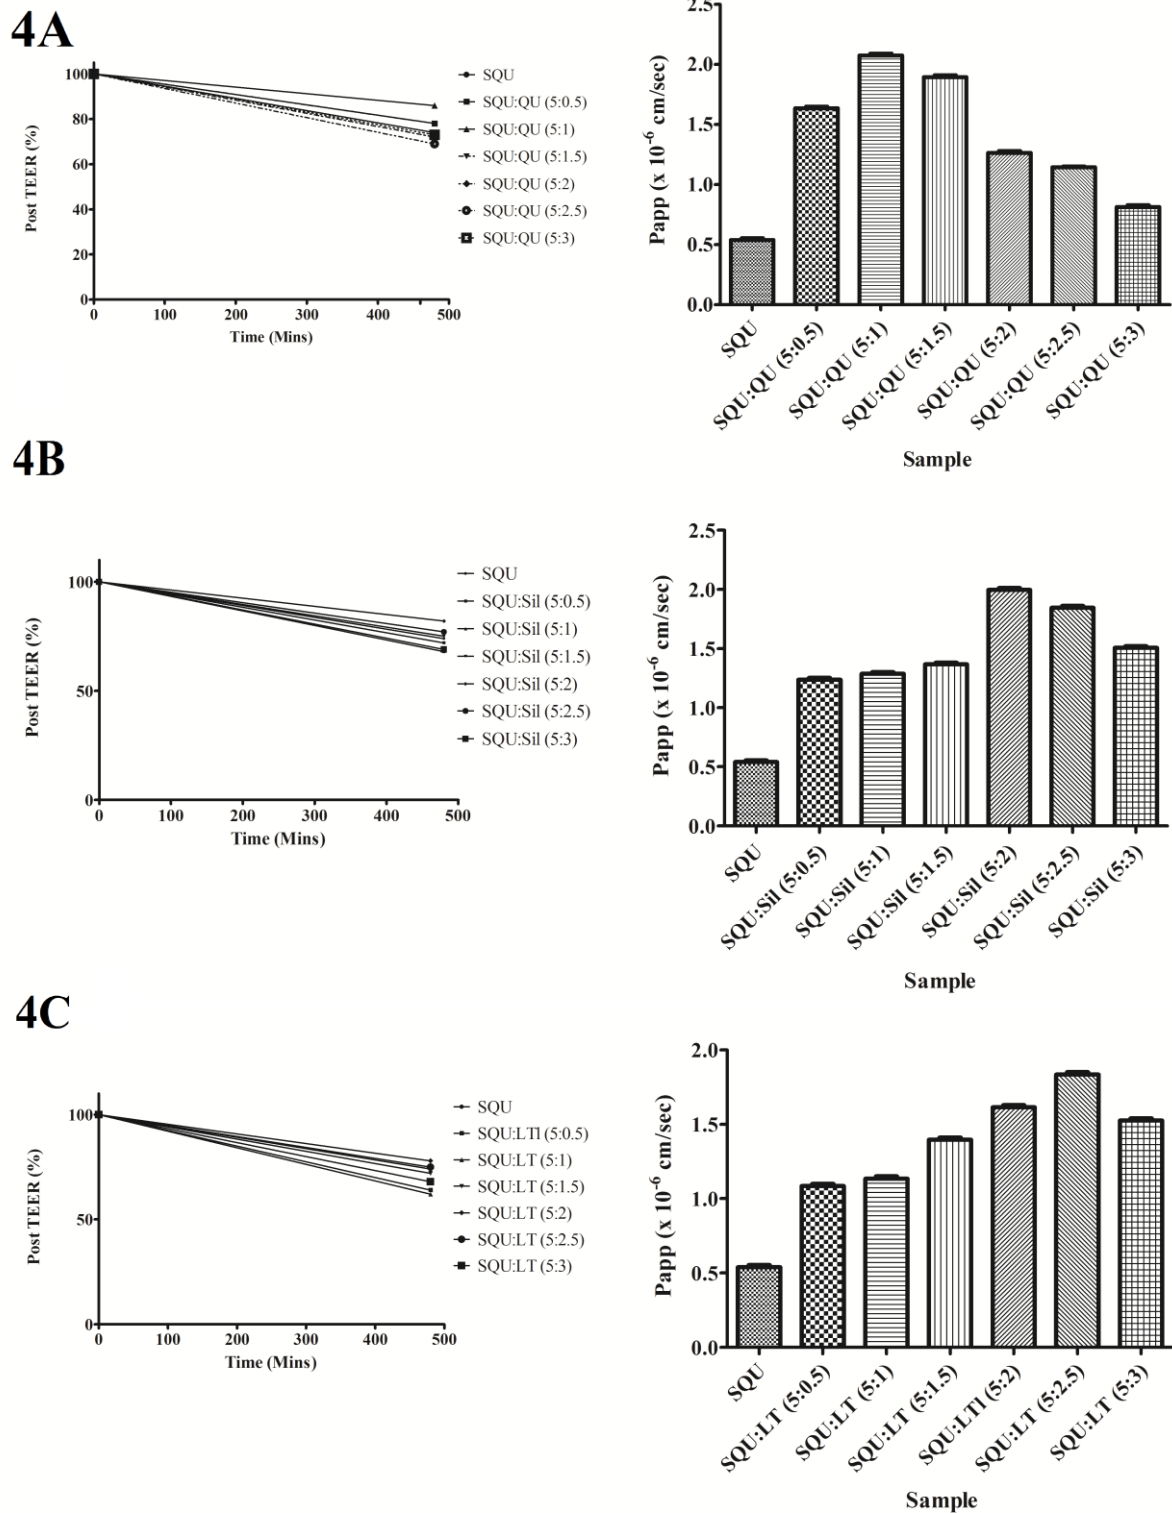 4A
100
80
60
40
20
0
0 100 200 300 400 500
Post TEER (%)
Time (Mins)
SQU
SQU:QU (5:0.5)
SQU:QU (5:1)
SQU:QU (5:1.5)
SQU:QU (5:2)
SQU:QU (5:2.5)
SQU:QU (5:3)
2.5
2.0
1.5
1.0
0.5
0.0
Papp (x 10-6 cm/sec)
SQU
SQU:QU (5:0.5)
SQU:QU (5:1)
SQU:QU (5:1.5)
SQU:QU (5:2)
SQU:QU (5:2.5)
SQU:QU (5:3)
Sample
4B
100
50
0
0 100 200 300 400 500
Post TEER (%)
Time (Mins)
SQU
SQU:Sil (5:0.5)
SQU:Sil (5:1)
SQU:Sil (5:1.5)
SQU:Sil (5:2)
SQU:Sil (5:2.5)
SQU:Sil (5:3)
2.5
2.0
1.5
1.0
0.5
0.0
Papp (x 10-6 cm/sec)
SQU
SQU:Sil (5:0.5)
SQU:Sil (5:1)
SQU:Sil (5:1.5)
SQU:Sil (5:2)
SQU:Sil (5:2.5)
SQU:Sil (5:3)
Sample
4C
100
50
0
0 100 200 300 400 500
Post TEER (%)
Time (Mins)
SQU
SQU:LTl (5:0.5)
SQU:LT (5:1)
SQU:LT (5:1.5)
SQU:LT (5:2)
SQU:LT (5:2.5)
SQU:LT (5:3)
2.0
1.5
1.0
0.5
0.0
Papp (x 10-6 cm/sec)
SQU
SQU:LT (5:0.5)
SQU:LT (5:1)
SQU:LT (5:1.5)
SQU:LTl (5:2)
SQU:LT (5:2.5)
SQU:LT (5:3)
Sample